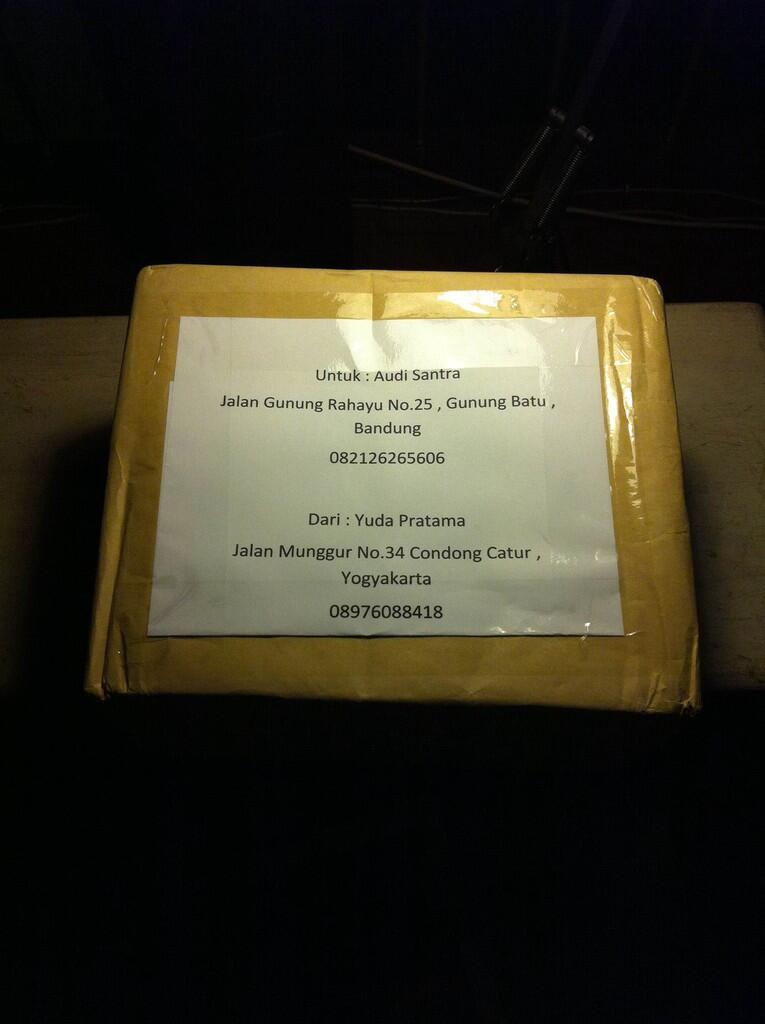 Untuk : Audi Santra
Jalan Gunung Rahayu No.25 , Gunung Batu ,
Bandung
082126265606
Dari : Yuda Pratama
Jalan Munggur No.34 Condong Catur ,
Yogyakarta
08976088418